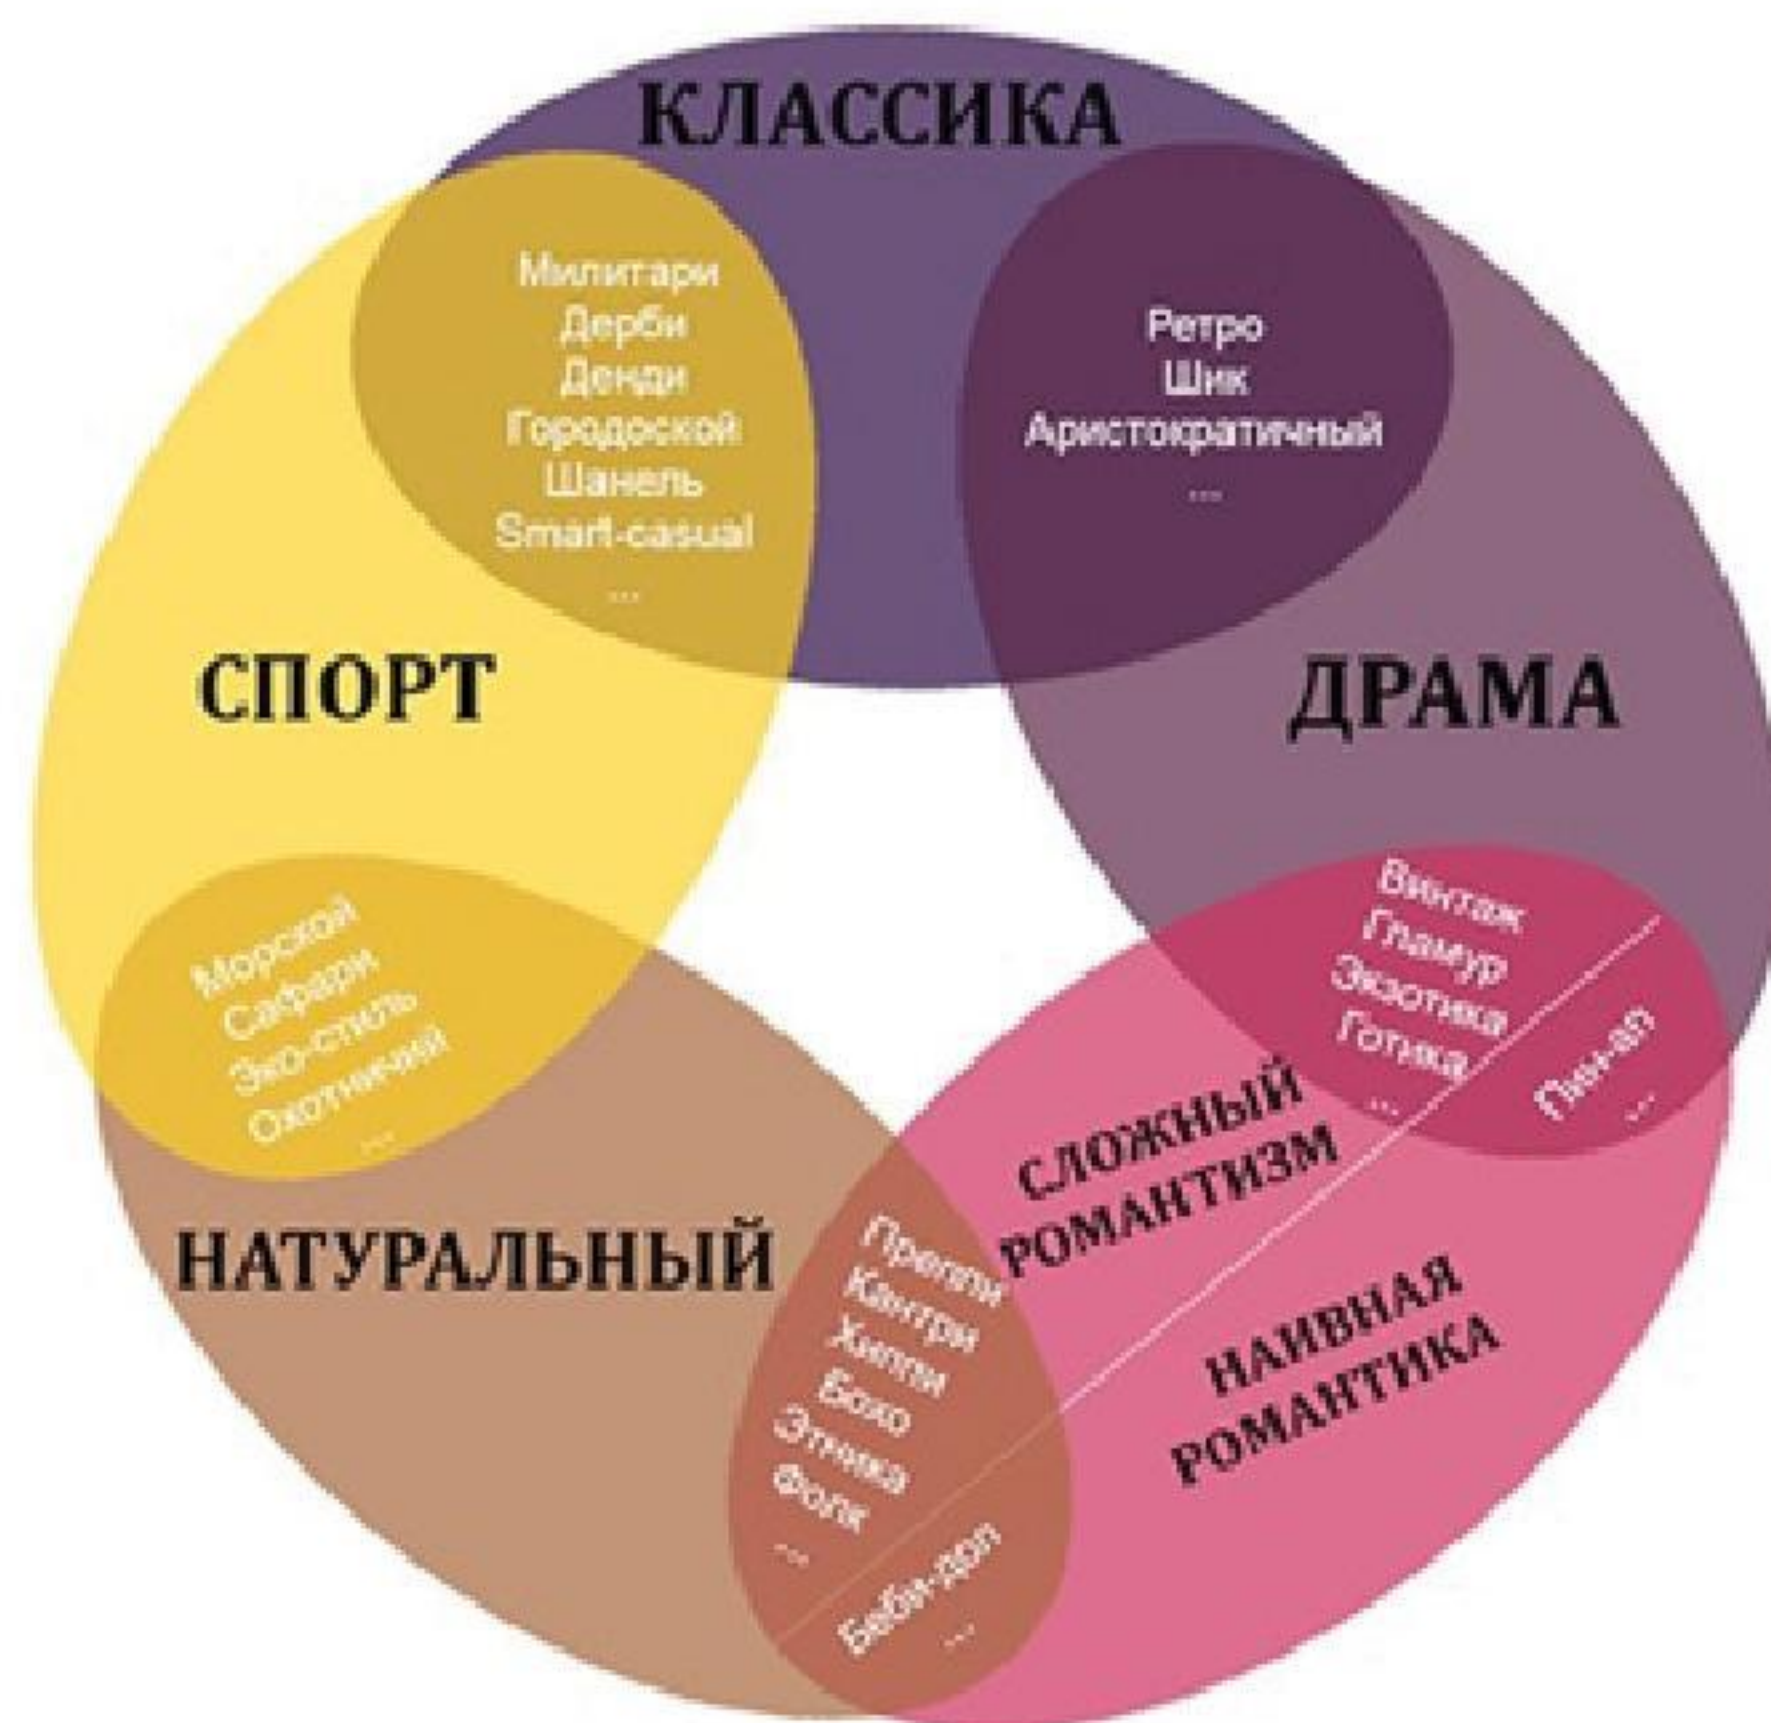 КЛАССИКА
Милитари
Дерби
Денди
Городоской
Шанель
Smart-casual
...
Ретро
Шик
Аристократичный
...
СПОРТ
ДРАМА
Морской
Сафари
Эко-стиль
Охотничий
...
Винтаж
Гламур
Экзотика
Готика
...
Пин-ап
...
НАТУРАЛЬНЫЙ
СЛОЖНЫЙ
РОМАНТИЗМ
НАИВНАЯ
РОМАНТИКА
Преппи
Кантри
Хиппи
Бохо
Этника
Фолк
...
Беби-дол
...